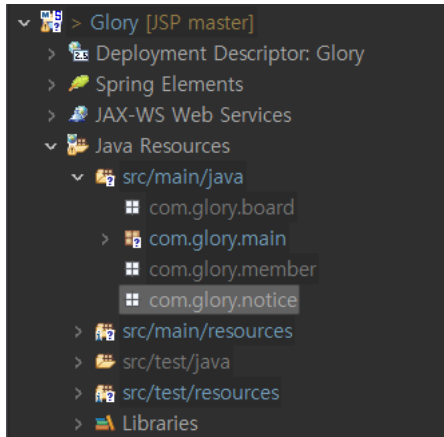 > Glory [JSP master]
Deployment Descriptor: Glory
Spring Elements
JAX-WS Web Services
Java Resources
src/main/java
com.glory.board
com.glory.main
com.glory.member
com.glory.notice
src/main/resources
src/test/java
src/test/resources
Libraries